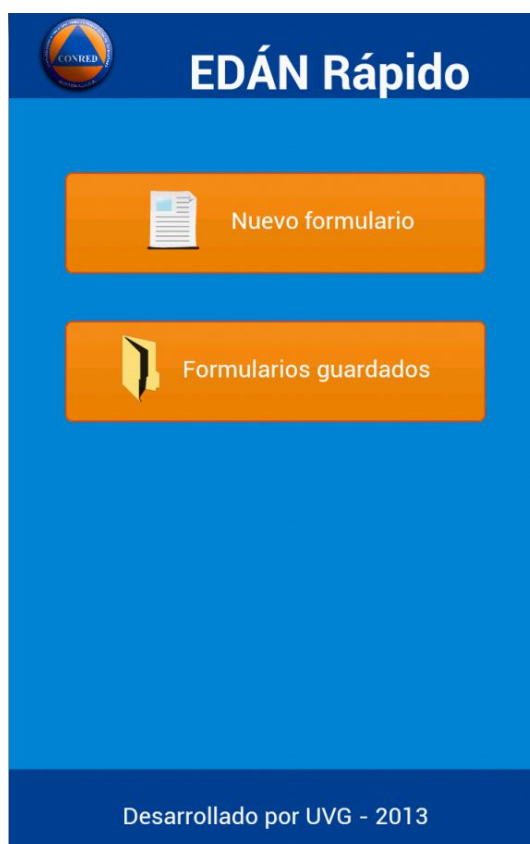 CONRED
EDÁN Rápido
Nuevo formulario
Formularios guardados
Desarrollado por UVG - 2013